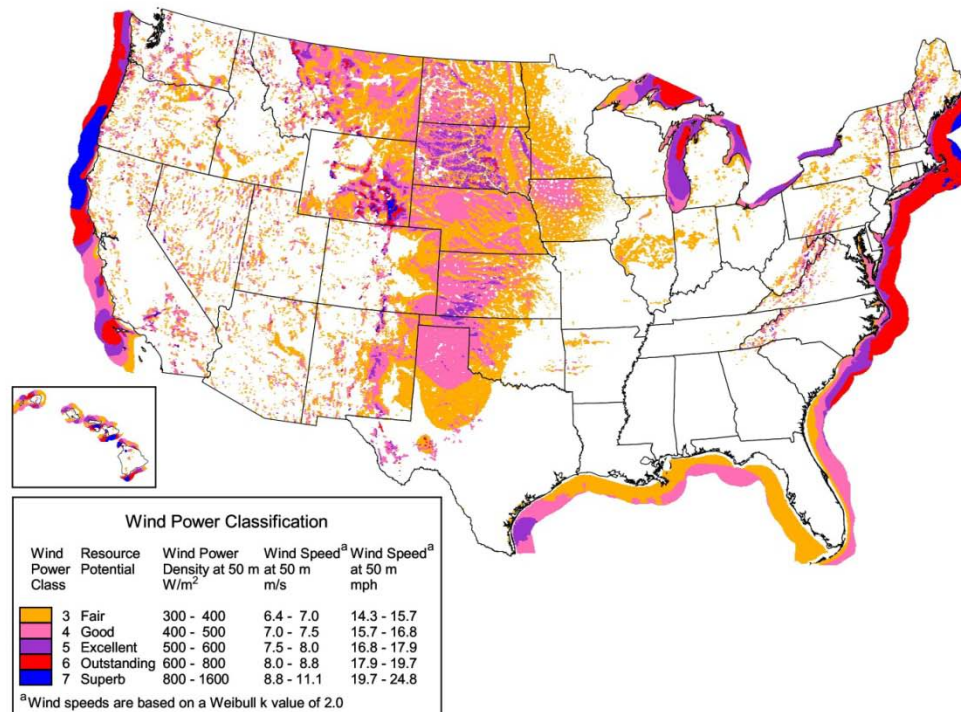 Wind Power Classification
Wind Power Class Resource Potential Wind Power Density at 50 m W/m² Wind Speedᵃ at 50 m m/s Wind Speedᵃ at 50 m mph
3 Fair 300 - 400 6.4 - 7.0 14.3 - 15.7
4 Good 400 - 500 7.0 - 7.5 15.7 - 16.8
5 Excellent 500 - 600 7.5 - 8.0 16.8 - 17.9
6 Outstanding 600 - 800 8.0 - 8.8 17.9 - 19.7
7 Superb 800 - 1600 8.8 - 11.1 19.7 - 24.8
ᵃWind speeds are based on a Weibull k value of 2.0